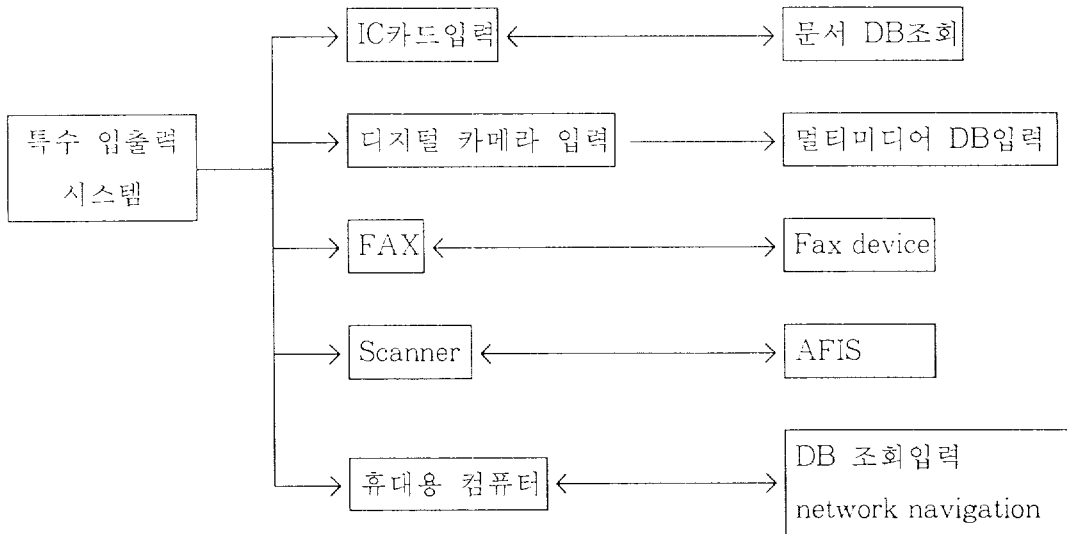 IC카드입력
문서 DB조회
특수 입출력
시스템
디지털 카메라 입력
멀티미디어 DB입력
FAX
Fax device
Scanner
AFIS
휴대용 컴퓨터
DB 조회입력
network navigation